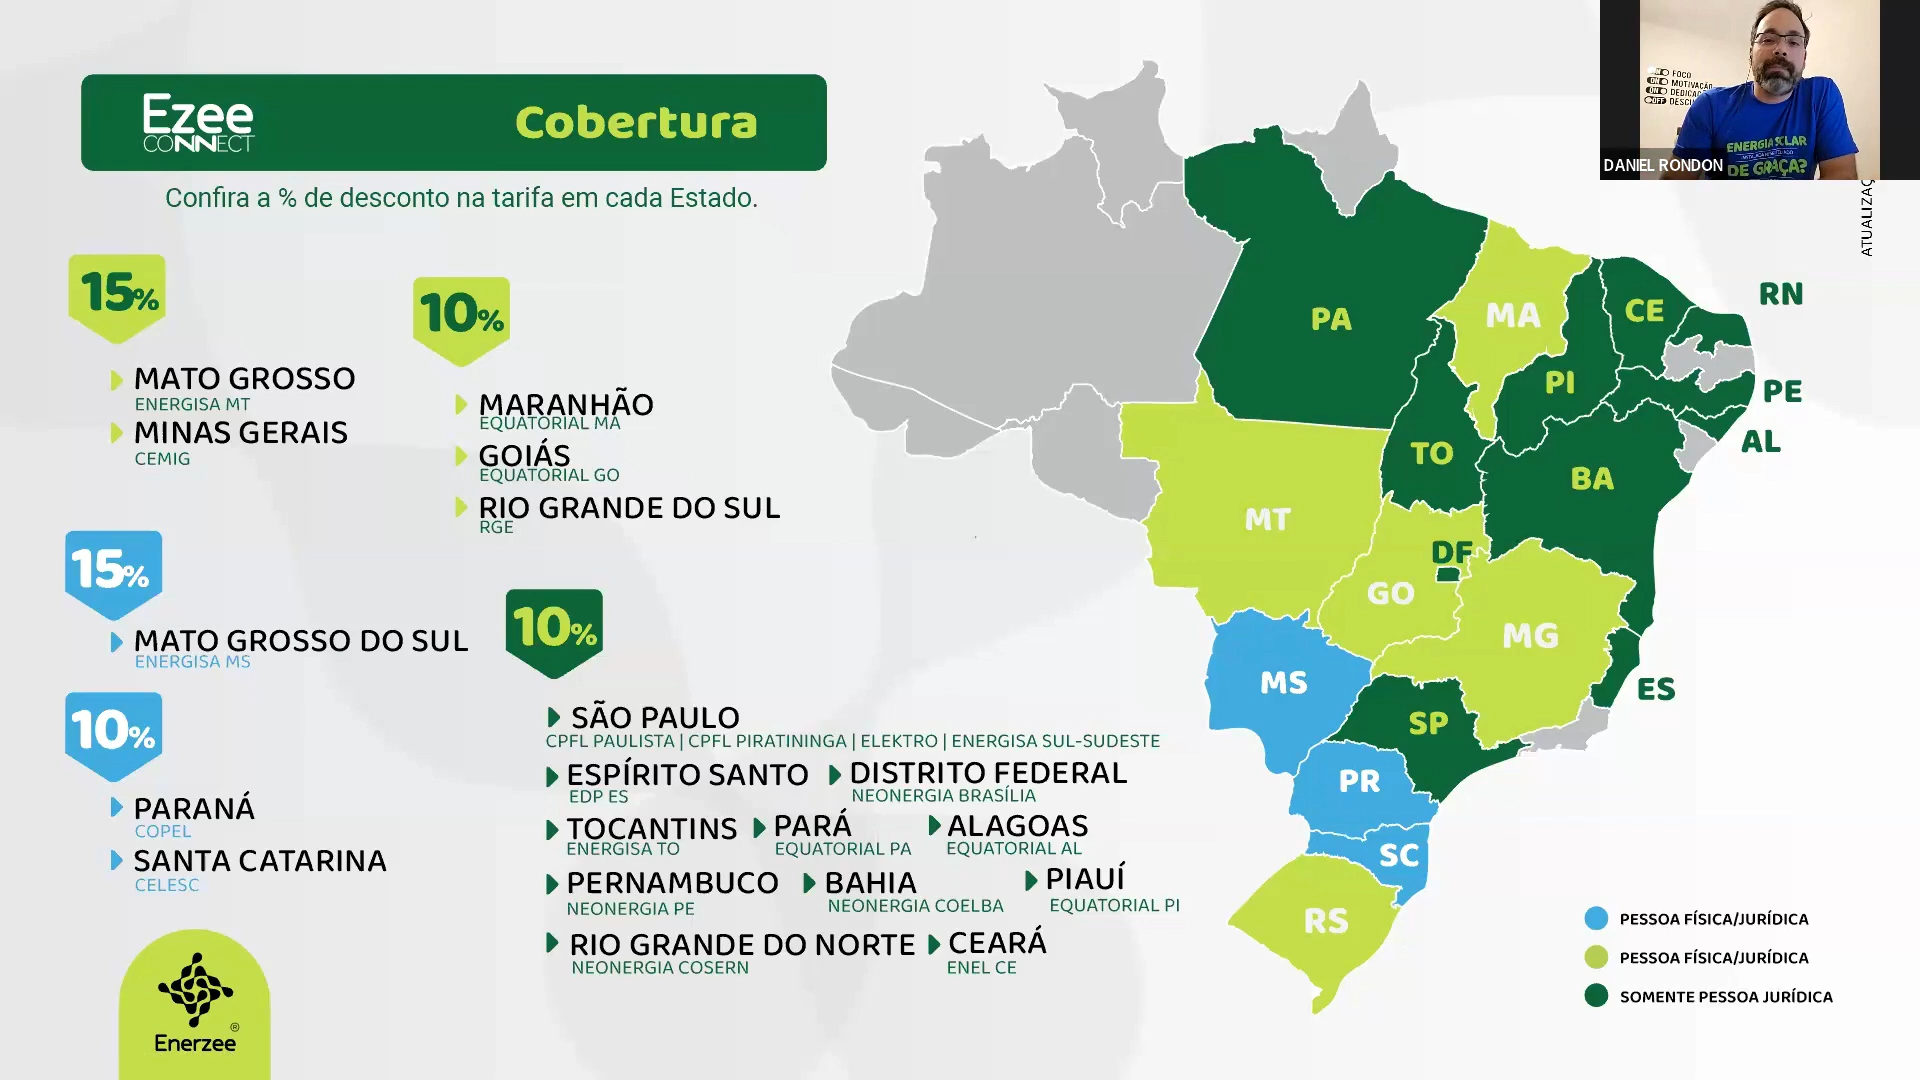 Ezee
CONNECT
Cobertura
Confira a % de desconto na tarifa em cada Estado.
15%
MATO GROSSO
ENERGISA MT
MINAS GERAIS
CEMIG
10%
MARANHÃO
EQUATORIAL MA
GOIÁS
EQUATORIAL GO
RIO GRANDE DO SUL
RGE
15%
MATO GROSSO DO SUL
ENERGISA MS
10%
PARANÁ
COPEL
SANTA CATARINA
CELESC
10%
SÃO PAULO
CPFL PAULISTA | CPFL PIRATININGA | ELEKTRO | ENERGISA SUL-SUDESTE
ESPÍRITO SANTO
EDP ES
DISTRITO FEDERAL
NEONERGIA BRASÍLIA
TOCANTINS
ENERGISA TO
PARÁ
EQUATORIAL PA
ALAGOAS
EQUATORIAL AL
PERNAMBUCO
NEONERGIA PE
BAHIA
NEONERGIA COELBA
PIAUÍ
EQUATORIAL PI
RIO GRANDE DO NORTE
NEONERGIA COSERN
CEARÁ
ENEL CE
Enerzee
®
PA
MA
CE
RN
PI
PE
AL
TO
BA
MT
DF
GO
MG
MS
ES
SP
PR
SC
RS
PESSOA FÍSICA/JURÍDICA
PESSOA FÍSICA/JURÍDICA
SOMENTE PESSOA JURÍDICA
FOCO
MOTIVAÇÃO
ON
ON
OFF
ENERGIA SOLAR
DE GRAÇA?
DANIEL RONDON